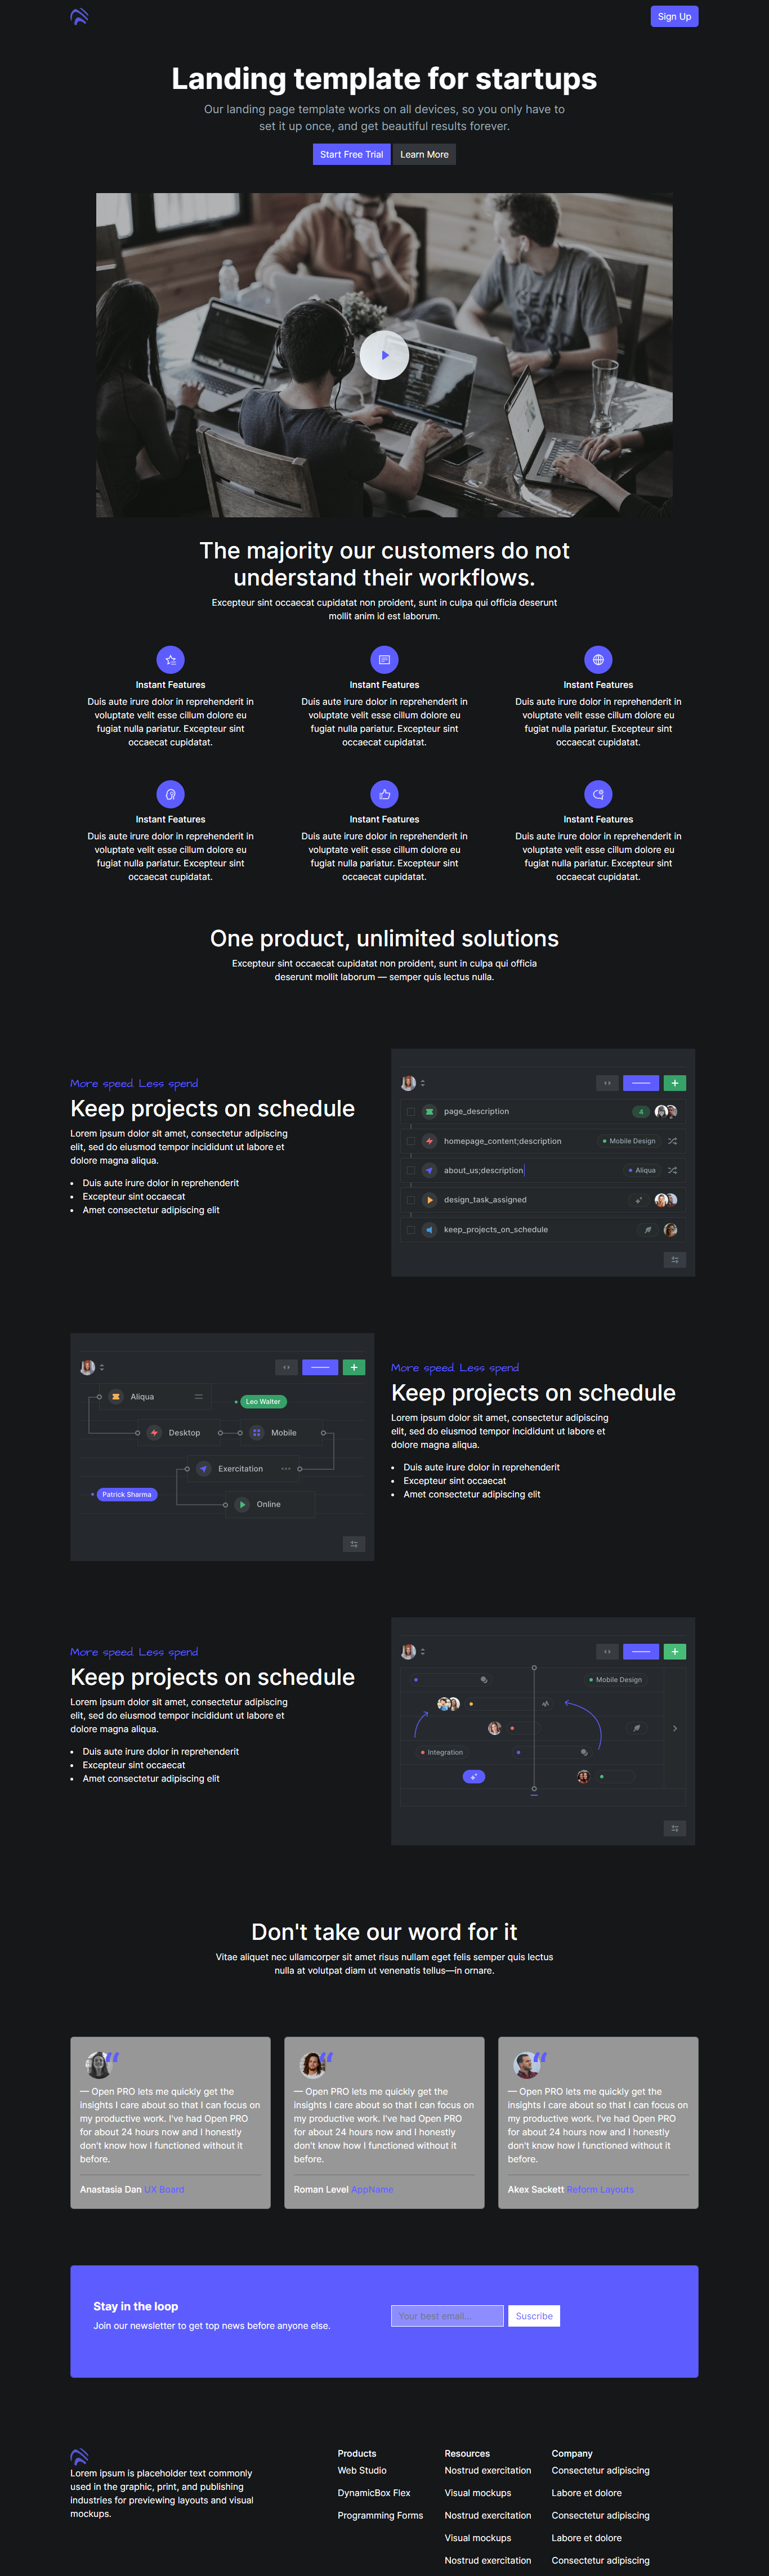 Sign Up
Landing template for startups
Our landing page template works on all devices, so you only have to
set it up once, and get beautiful results forever.
Start Free Trial
Learn More
The majority our customers do not
understand their workflows.
Excepteur sint occaecat cupidatat non proident, sunt in culpa qui officia deserunt
mollit anim id est laborum.
Instant Features
Duis aute irure dolor in reprehenderit in
voluptate velit esse cillum dolore eu
fugiat nulla pariatur. Excepteur sint
occaecat cupidatat.
Instant Features
Duis aute irure dolor in reprehenderit in
voluptate velit esse cillum dolore eu
fugiat nulla pariatur. Excepteur sint
occaecat cupidatat.
Instant Features
Duis aute irure dolor in reprehenderit in
voluptate velit esse cillum dolore eu
fugiat nulla pariatur. Excepteur sint
occaecat cupidatat.
Instant Features
Duis aute irure dolor in reprehenderit in
voluptate velit esse cillum dolore eu
fugiat nulla pariatur. Excepteur sint
occaecat cupidatat.
Instant Features
Duis aute irure dolor in reprehenderit in
voluptate velit esse cillum dolore eu
fugiat nulla pariatur. Excepteur sint
occaecat cupidatat.
Instant Features
Duis aute irure dolor in reprehenderit in
voluptate velit esse cillum dolore eu
fugiat nulla pariatur. Excepteur sint
occaecat cupidatat.
One product, unlimited solutions
Excepteur sint occaecat cupidatat non proident, sunt in culpa qui officia
deserunt mollit laborum — semper quis lectus nulla.
More speed. Less spend
Keep projects on schedule
Lorem ipsum dolor sit amet, consectetur adipiscing
elit, sed do eiusmod tempor incididunt ut labore et
dolore magna aliqua.
• Duis aute irure dolor in reprehenderit
• Excepteur sint occaecat
• Amet consectetur adipiscing elit
page_description
4
homepage_content;description
Mobile Design
about_us;description
Aliqua
design_task_assigned
keep_projects_on_schedule
Aliqua
Leo Walter
Desktop
Mobile
Exercitation
Patrick Sharma
Online
More speed. Less spend
Keep projects on schedule
Lorem ipsum dolor sit amet, consectetur adipiscing
elit, sed do eiusmod tempor incididunt ut labore et
dolore magna aliqua.
• Duis aute irure dolor in reprehenderit
• Excepteur sint occaecat
• Amet consectetur adipiscing elit
More speed. Less spend
Keep projects on schedule
Lorem ipsum dolor sit amet, consectetur adipiscing
elit, sed do eiusmod tempor incididunt ut labore et
dolore magna aliqua.
• Duis aute irure dolor in reprehenderit
• Excepteur sint occaecat
• Amet consectetur adipiscing elit
Mobile Design
Integration
Don't take our word for it
Vitae aliquet nec ullamcorper sit amet risus nullam eget felis semper quis lectus
nulla at volutpat diam ut venenatis tellus—in ornare.
— Open PRO lets me quickly get the
insights I care about so that I can focus on
my productive work. I've had Open PRO
for about 24 hours now and I honestly
don't know how I functioned without it
before.
Anastasia Dan UX Board
— Open PRO lets me quickly get the
insights I care about so that I can focus on
my productive work. I've had Open PRO
for about 24 hours now and I honestly
don't know how I functioned without it
before.
Roman Level AppName
— Open PRO lets me quickly get the
insights I care about so that I can focus on
my productive work. I've had Open PRO
for about 24 hours now and I honestly
don't know how I functioned without it
before.
Akex Sackett Reform Layouts
Stay in the loop
Join our newsletter to get top news before anyone else.
Your best email...
Suscribe
Lorem ipsum is placeholder text commonly
used in the graphic, print, and publishing
industries for previewing layouts and visual
mockups.
Products
Web Studio
DynamicBox Flex
Programming Forms
Resources
Nostrud exercitation
Visual mockups
Nostrud exercitation
Visual mockups
Nostrud exercitation
Company
Consectetur adipiscing
Labore et dolore
Consectetur adipiscing
Labore et dolore
Consectetur adipiscing